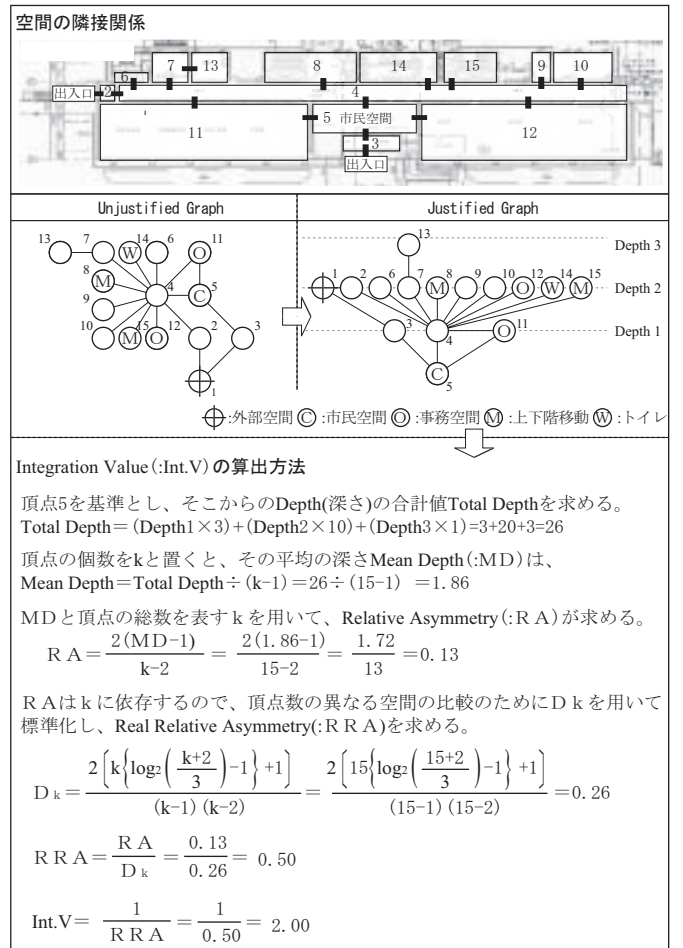 空間の隣接関係
7 13 8 14 15 9 10
6
出入口 2 4
11 5 市民空間 12
3
出入口
Unjustified Graph Justified Graph
13 7 14 6 11
W O
8 M 4 5 C
9
10 15 12 2 3
M O
1
13 Depth 3
1 2 6 7 8 9 10 12 14 15 Depth 2
M O W M
3 4 11 Depth 1
O
C
5
:外部空間 C :市民空間 O :事務空間 M :上下階移動 W :トイレ
Integration Value(:Int.V)の算出方法
頂点5を基準とし、そこからのDepth(深さ)の合計値Total Depthを求める。
Total Depth=(Depth1×3)+(Depth2×10)+(Depth3×1)=3+20+3=26
頂点の個数をkと置くと、その平均の深さMean Depth(:MD)は、
Mean Depth=Total Depth÷(k-1)=26÷(15-1) =1.86
MDと頂点の総数を表すkを用いて、Relative Asymmetry(:RA)が求める。
RA=2(MD-1)/k-2 = 2(1.86-1)/15-2 = 1.72/13 =0.13
RAはkに依存するので、頂点数の異なる空間の比較のためにDkを用いて
標準化し、Real Relative Asymmetry(:RRA)を求める。
Dk=2[k{log2(k+2/3)-1}+1]/(k-1)(k-2) = 2[15{log2(15+2/3)-1}+1]/(15-1)(15-2) =0.26
RRA=RA/Dk=0.13/0.26= 0.50
Int.V= 1/RRA = 1/0.50 = 2.00